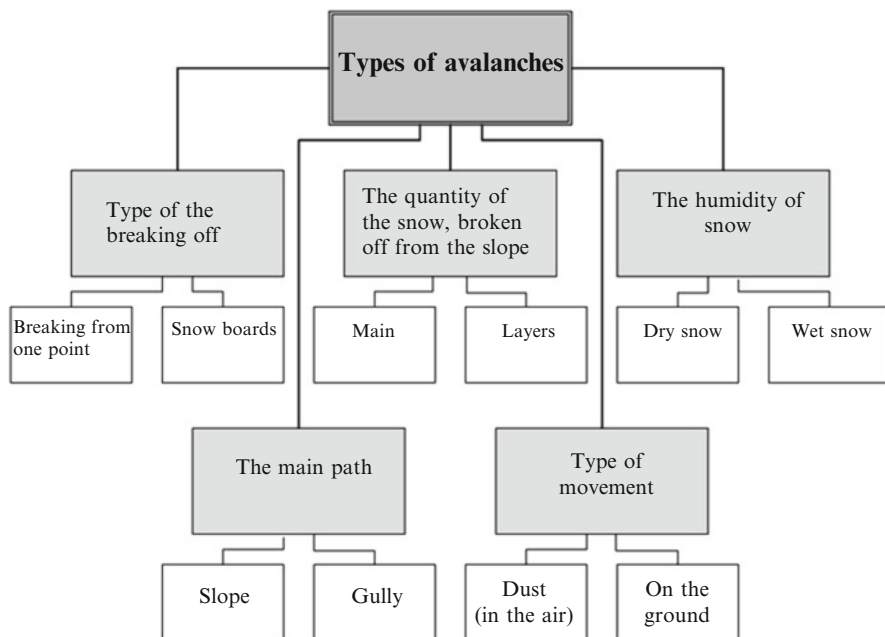 Types of avalanches
Type of the
breaking off
The quantity of
the snow, broken
off from the slope
The humidity of
snow
Breaking from
one point
Snow boards
Main
Layers
Dry snow
Wet snow
The main path
Type of
movement
Slope
Gully
Dust
(in the air)
On the
ground